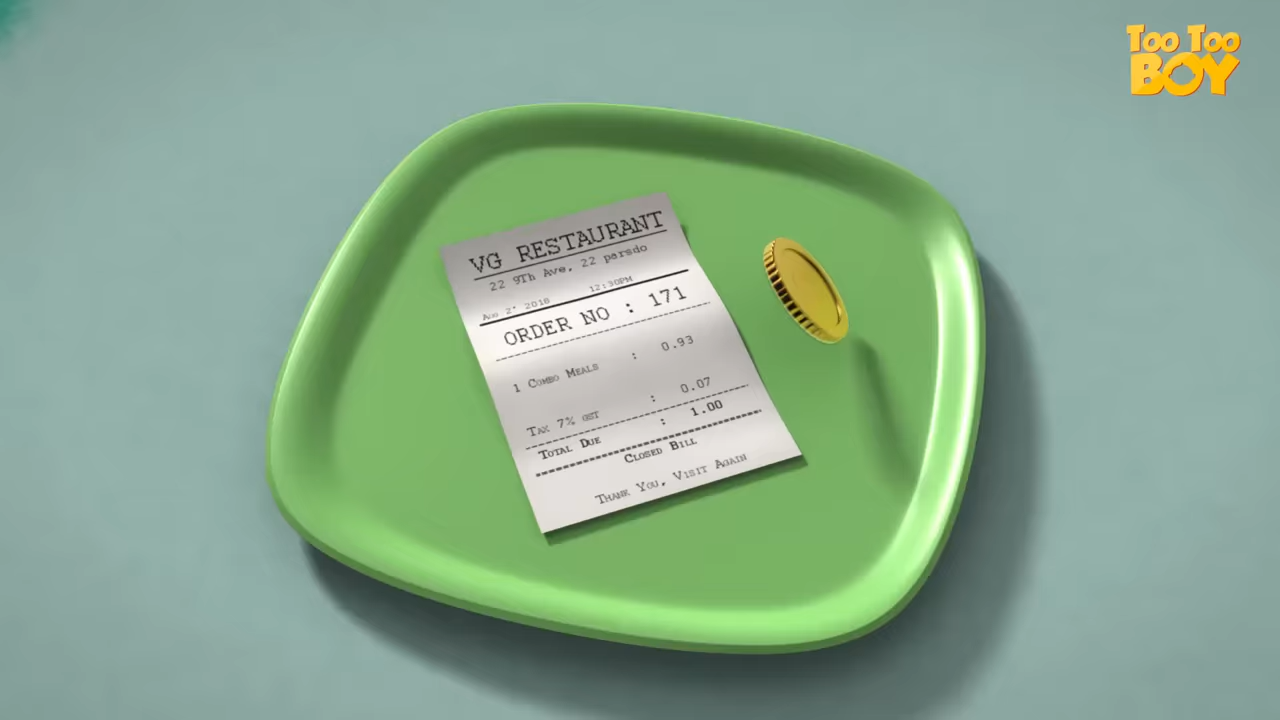 Too Too
BOY
VG RESTAURANT
22 9Th Ave, 22 parsdo
2018 12:30PM
ORDER NO : 171
1 Combo Meals : 0.93
Tax 7% gst : 0.07
Total Due : 1.00
Closed Bill
Thank You, Visit Again